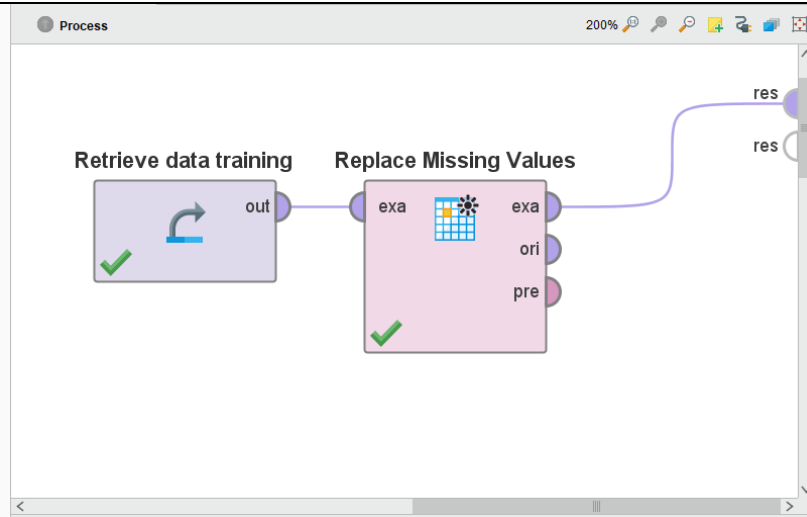 Process
200%
res
res
Retrieve data training
Replace Missing Values
out
exa
exa
ori
pre